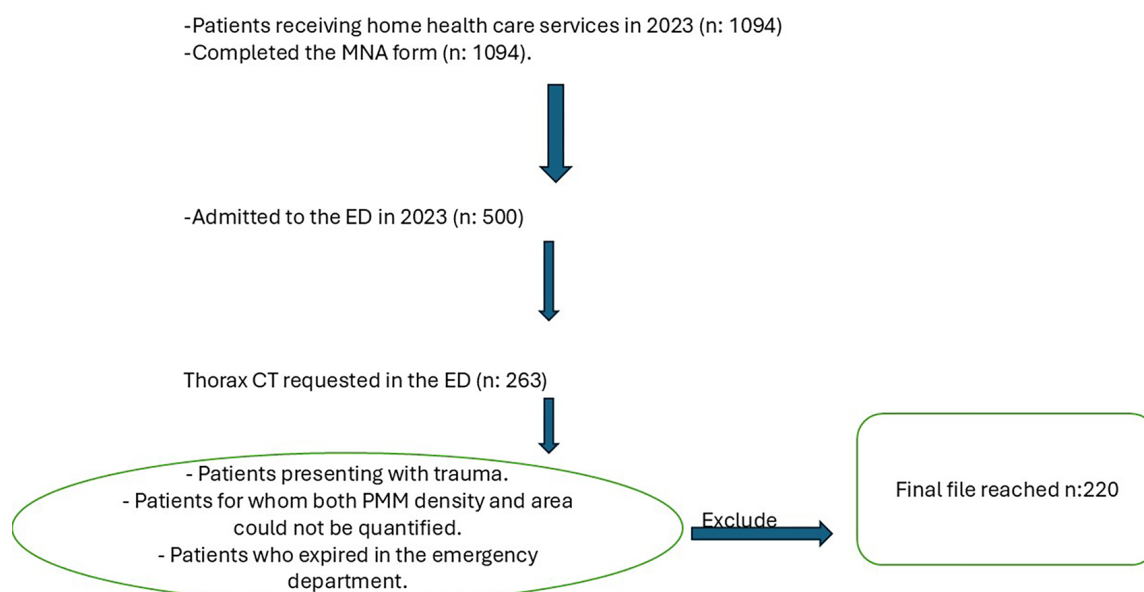 -Patients receiving home health care services in 2023 (n: 1094)
-Completed the MNA form (n: 1094).
-Admitted to the ED in 2023 (n: 500)
Thorax CT requested in the ED (n: 263)
- Patients presenting with trauma.
- Patients for whom both PMM density and area
could not be quantified.
- Patients who expired in the emergency
department.
Exclude
Final file reached n:220